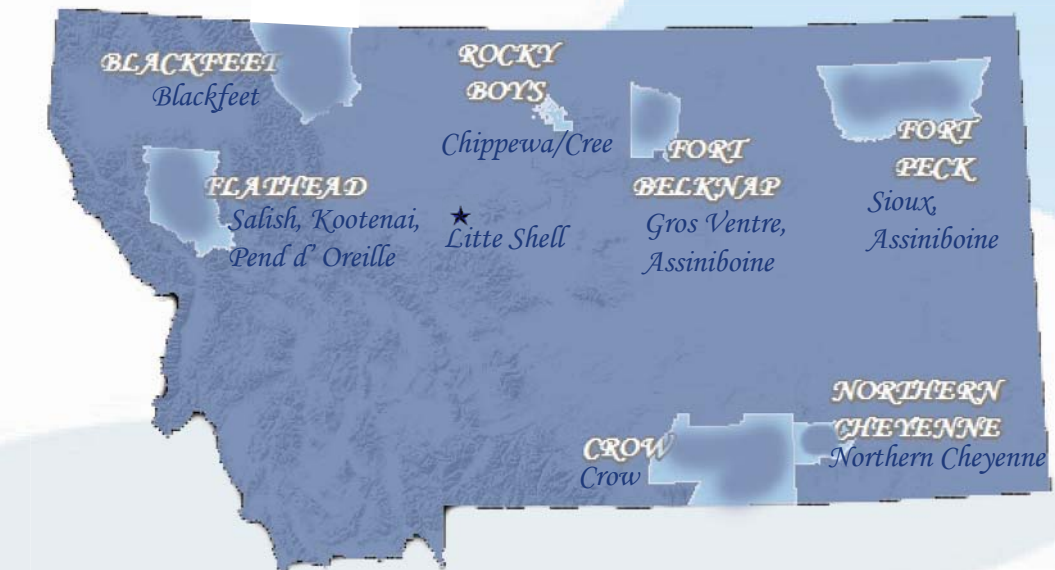 BLACKFEET
Blackfeet
ROCKY
BOYS
Chippewa/Cree
FORT
BELKNAP
Gros Ventre,
Assiniboine
FORT
PECK
Sioux,
Assiniboine
FLATHEAD
Salish, Kootenai,
Pend d' Oreille
Litte Shell
CROW
Crow
NORTHERN
CHEYENNE
Northern Cheyenne